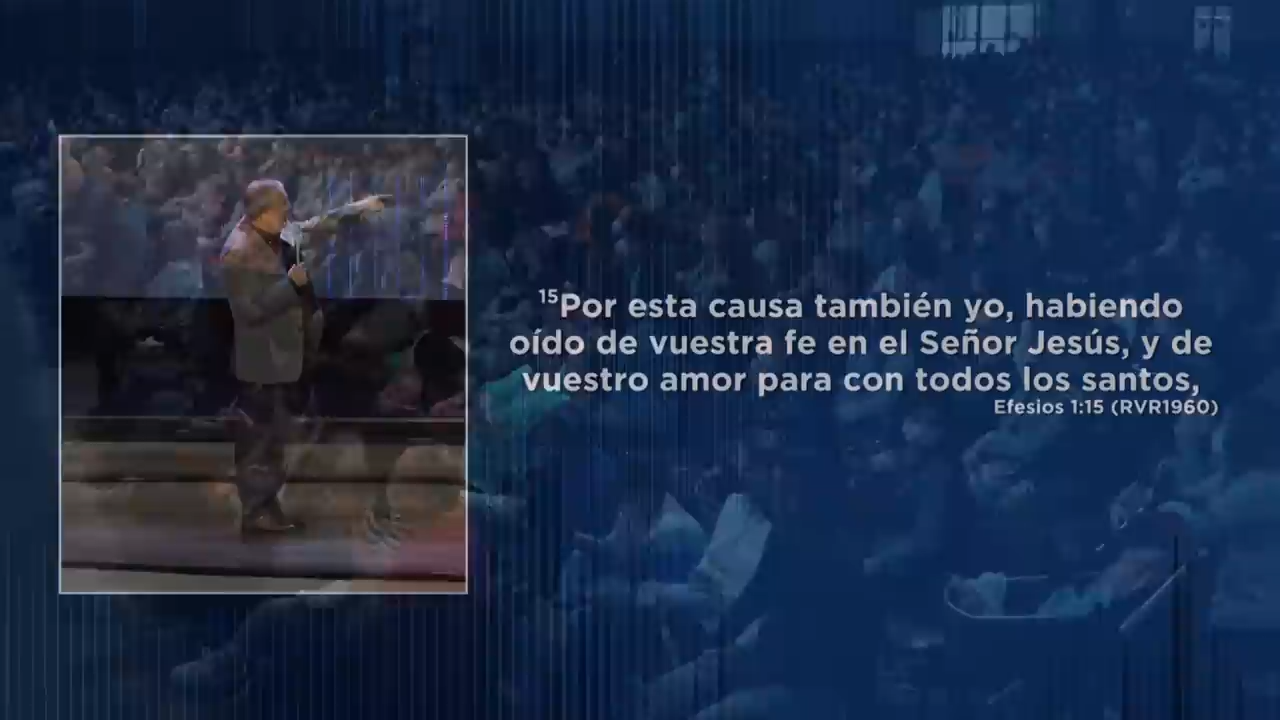 ¹⁵Por esta causa también yo, habiendo
oído de vuestra fe en el Señor Jesús, y de
vuestro amor para con todos los santos,
Efesios 1:15 (RVR1960)